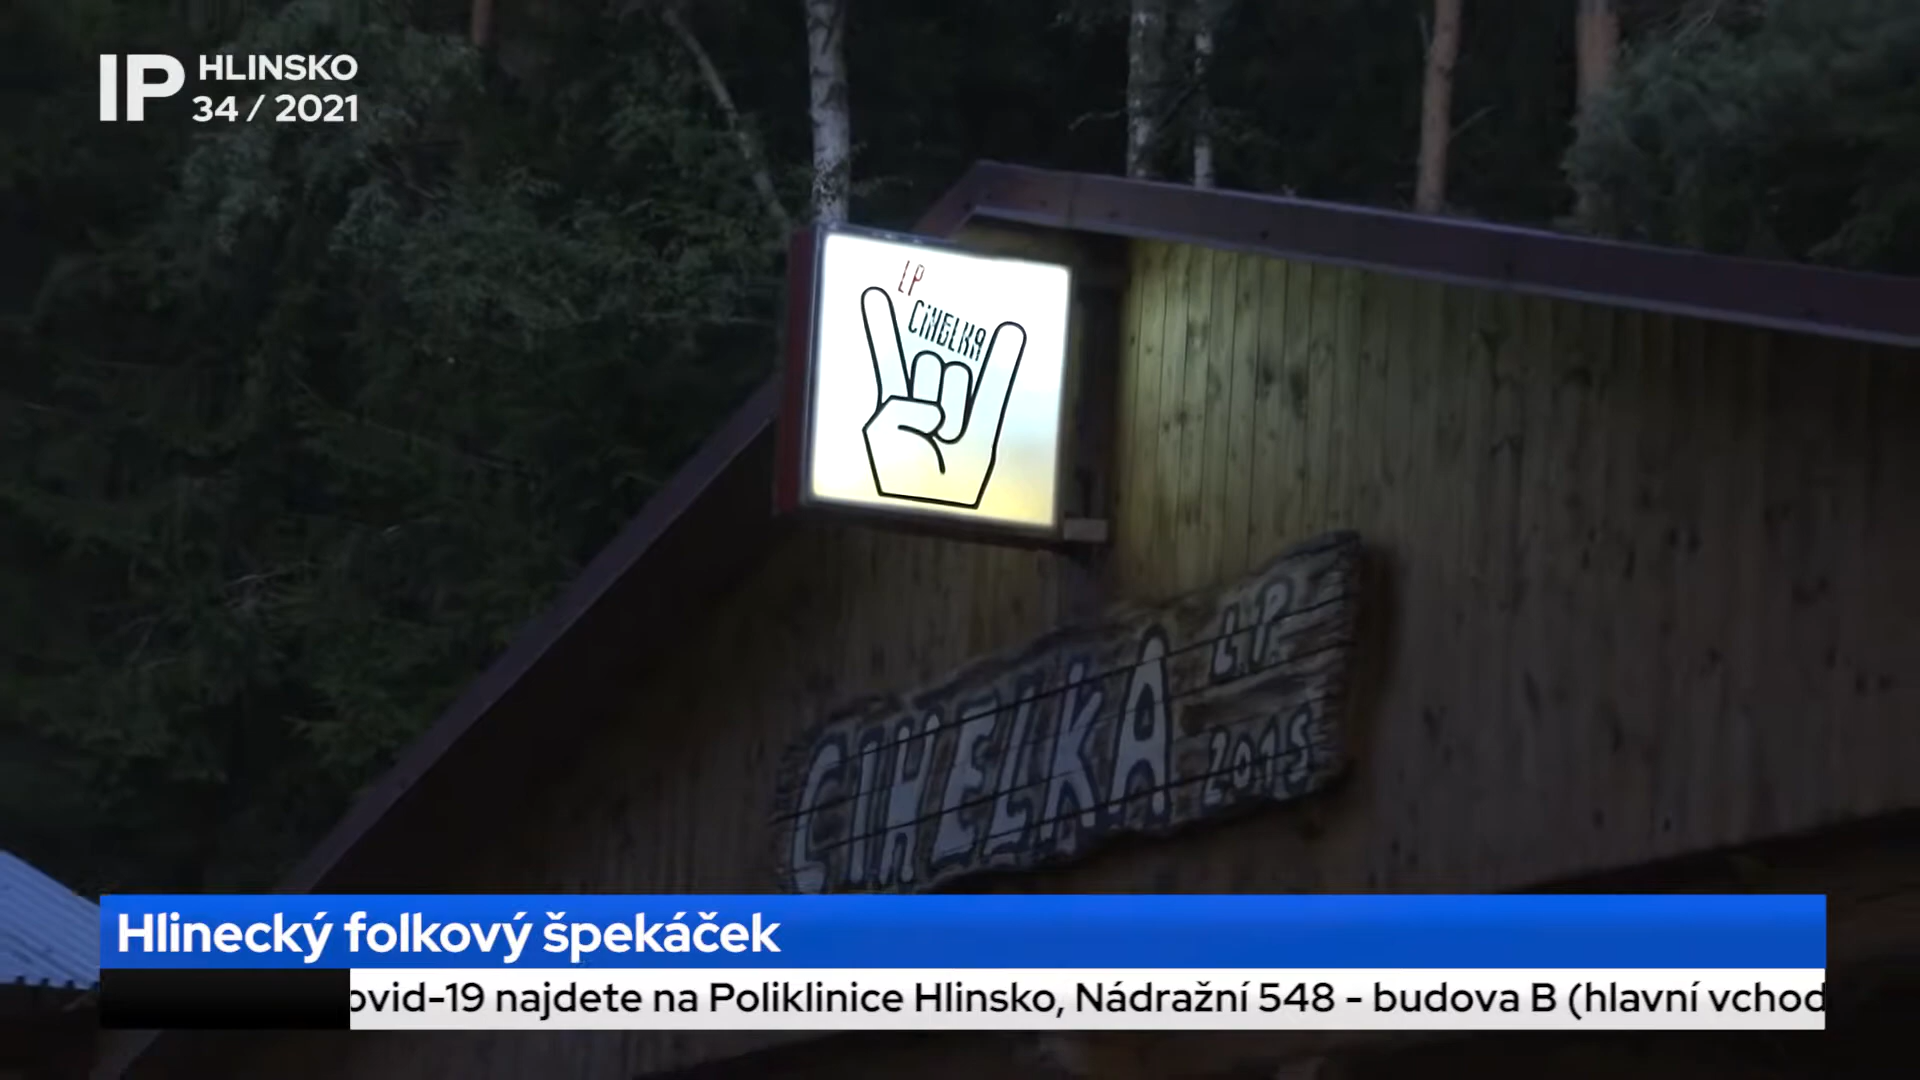 IP HLINSKO
34 / 2021
LP
CIHELKA
L.P.
CIHELKA
2015
Hlinecký folkový špekáček
ovid-19 najdete na Poliklinice Hlinsko, Nádražní 548 - budova B (hlavní vchod